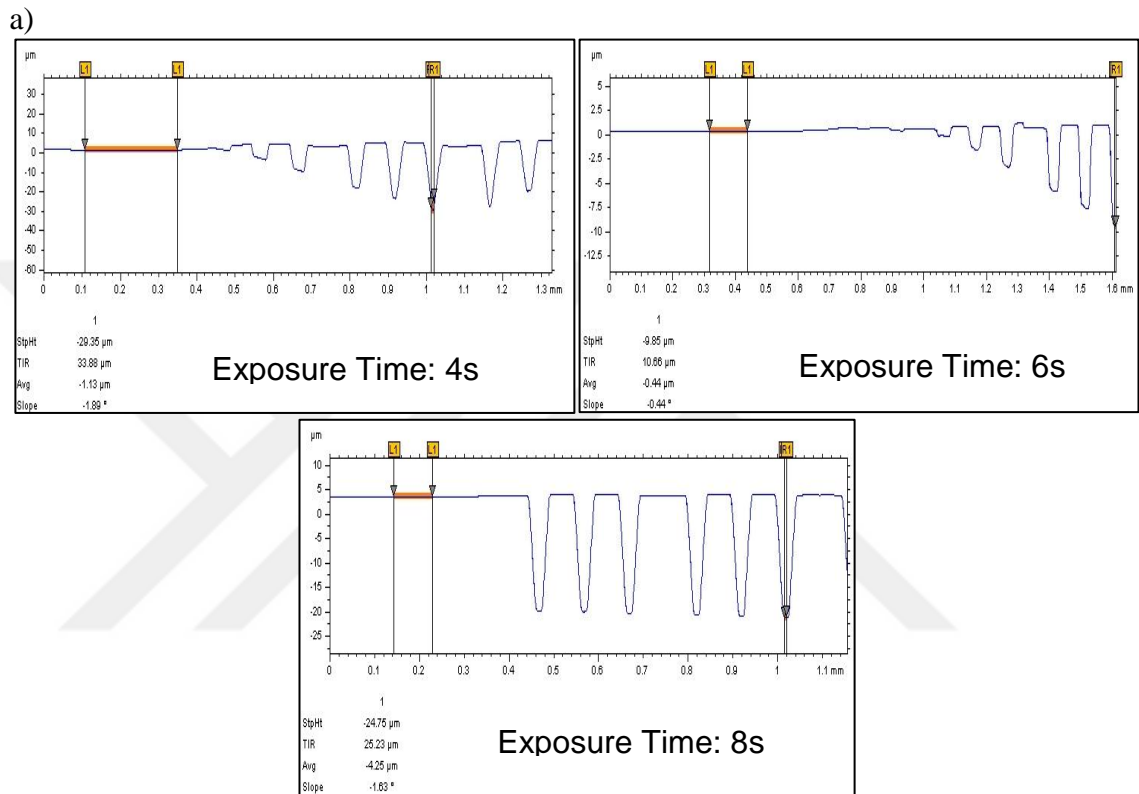 a)
µm
L1 L1 R1
30
20
10
0
-10
-20
-30
-40
-50
-60
0 0.1 0.2 0.3 0.4 0.5 0.6 0.7 0.8 0.9 1 1.1 1.2 1.3 mm
1
StpHt -29.35 µm
TIR 33.88 µm
Avg -1.13 µm
Slope -1.89 °
Exposure Time: 4s
µm
L1 L1 R1
5
2.5
0
-2.5
-5
-7.5
-10
-12.5
0 0.1 0.2 0.3 0.4 0.5 0.6 0.7 0.8 0.9 1 1.1 1.2 1.3 1.4 1.5 1.6 mm
1
StpHt -9.85 µm
TIR 10.66 µm
Avg -0.44 µm
Slope -0.44 °
Exposure Time: 6s
µm
L1 L1 R1
10
5
0
-5
-10
-15
-20
-25
0 0.1 0.2 0.3 0.4 0.5 0.6 0.7 0.8 0.9 1 1.1 mm
1
StpHt -24.75 µm
TIR 25.23 µm
Avg -4.25 µm
Slope -1.63 °
Exposure Time: 8s